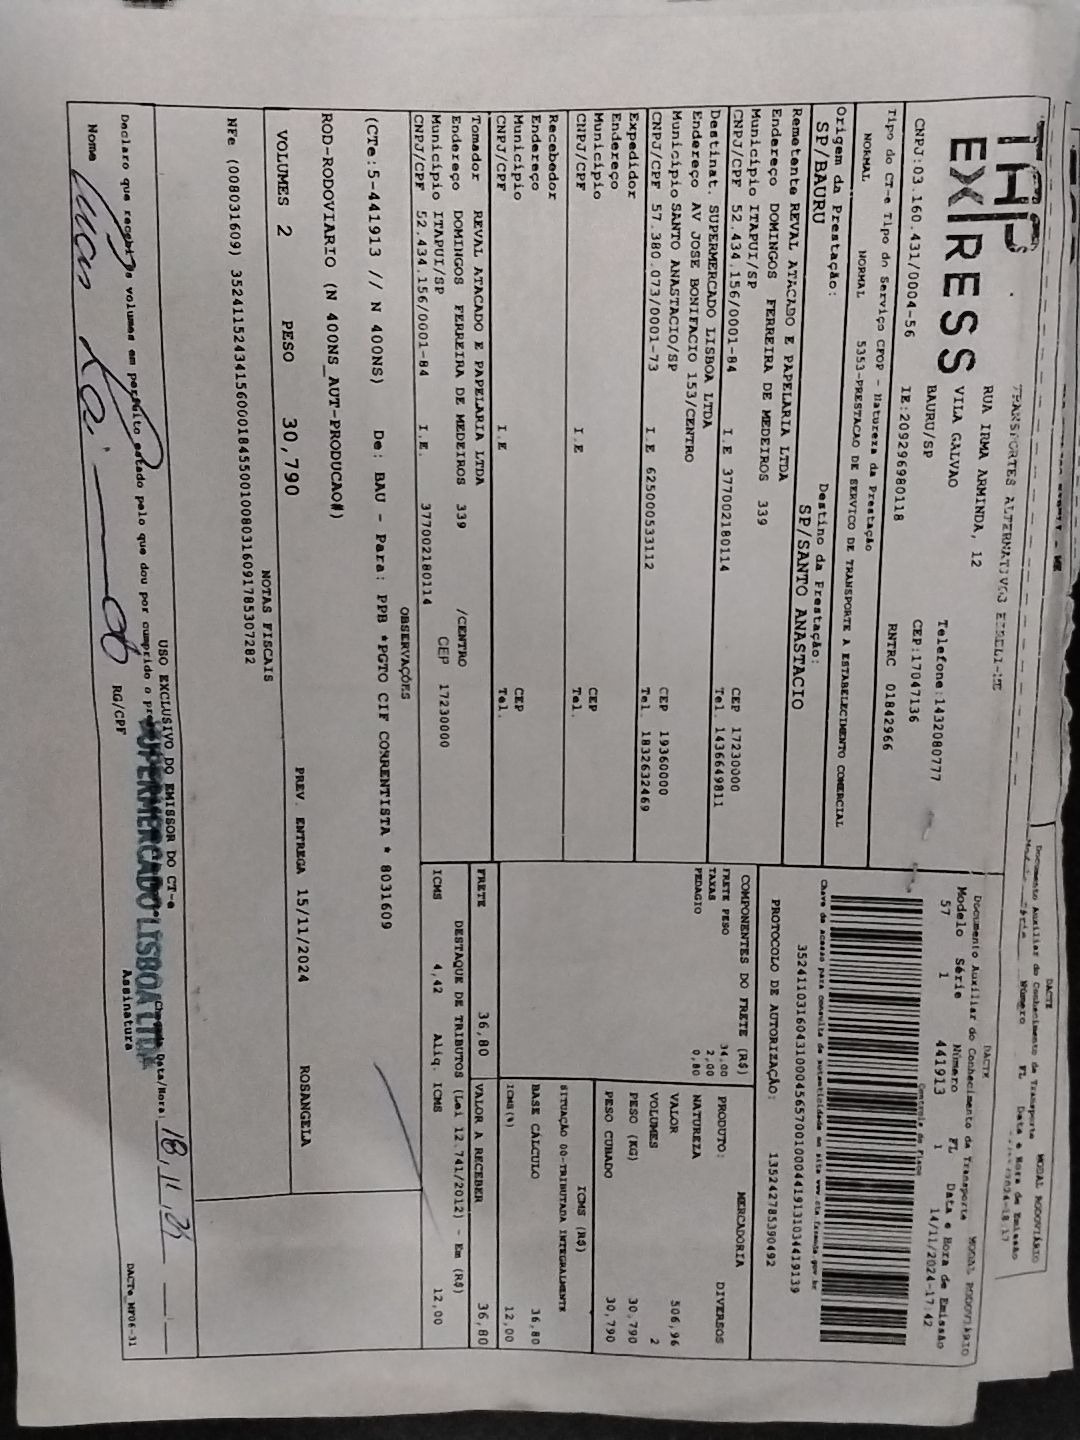 EXPRESS
TRANSPORTES ALTERNATIVOS EIRELI-ME
RUA IRMA ARMINDA, 12
VILA GALVAO
BAURU/SP
Telefone:1432080777
CEP:17047136
CNPJ:03.160.431/0004-56 IE:209296980118 RNTRC 01842966
DACTE MODAL RODOVIÁRIO
Documento Auxiliar do Conhecimento da Transporte
Modelo Série Número FL Data e Hora de Emissão
57 1 441913 1 14/11/2024-17:42
Controle do Fisco
Chave de Acesso para consulta de autenticidade no site www.cte.fazenda.gov.br
35241103160431000456570010004419131034419139
PROTOCOLO DE AUTORIZAÇÃO: 135242785390492
Tipo do CT-e Tipo do Serviço CFOP - Natureza da Prestação
NORMAL NORMAL 5353-PRESTACAO DE SERVICO DE TRANSPORTE A ESTABELECIMENTO COMERCIAL
Origem da Prestação: Destino da Prestação:
SP/BAURU SP/SANTO ANASTACIO
Remetente REVAL ATACADO E PAPELARIA LTDA
Endereço DOMINGOS FERREIRA DE MEDEIROS 339
Município ITAPUI/SP CEP 17230000
CNPJ/CPF 52.434.156/0001-84 I.E 377002180114 Tel. 1436649811
Destinat. SUPERMERCADO LISBOA LTDA
Endereço AV JOSE BONIFACIO 153/CENTRO
Município SANTO ANASTACIO/SP CEP 19360000
CNPJ/CPF 57.380.073/0001-73 I.E 625000533112 Tel. 1832632469
Expedidor
Endereço
Município CEP
CNPJ/CPF I.E Tel.
Recebedor
Endereço
Município CEP
CNPJ/CPF I.E Tel.
Tomador REVAL ATACADO E PAPELARIA LTDA
Endereço DOMINGOS FERREIRA DE MEDEIROS 339 /CENTRO
Município ITAPUI/SP CEP 17230000
CNPJ/CPF 52.434.156/0001-84 I.E. 377002180114
COMPONENTES DO FRETE (R$)
FRETE PESO 34,00
TAXAS 2,00
PEDAGIO 0,80
MERCADORIA
PRODUTO: DIVERSOS
NATUREZA
VALOR 506,96
VOLUMES 2
PESO (KG) 30,790
PESO CUBADO 30,790
ICMS (R$)
SITUAÇÃO 00-TRIBUTADA INTEGRALMENTE
BASE CÁLCULO 36,80
ICMS(%) 12,00
FRETE 36,80 VALOR A RECEBER 36,80
DESTAQUE DE TRIBUTOS (Lei 12.741/2012) - Em (R$)
ICMS 4,42 Aliq. ICMS 12,00
OBSERVAÇÕES
(CTe:5-441913 // N 400NS) De: BAU - Para: PPB *PGTO CIF CORRENTISTA * 8031609
ROD-RODOVIARIO (N 400NS_AUT-PRODUCAO#)
VOLUMES 2 PESO 30,790 PREV. ENTREGA 15/11/2024 ROSANGELA
NOTAS FISCAIS
NFe (008031609) 35241152434156000184550010080316091785307282
USO EXCLUSIVO DO EMISSOR DO CT-e
Declaro que recebi os volumes em perfeito estado pelo que dou por cumprido o
Data/Hora: 18,11,24
SUPERMERCADO LISBOA LTDA
Nome RG/CPF Assinatura
DACTe_MF06-31